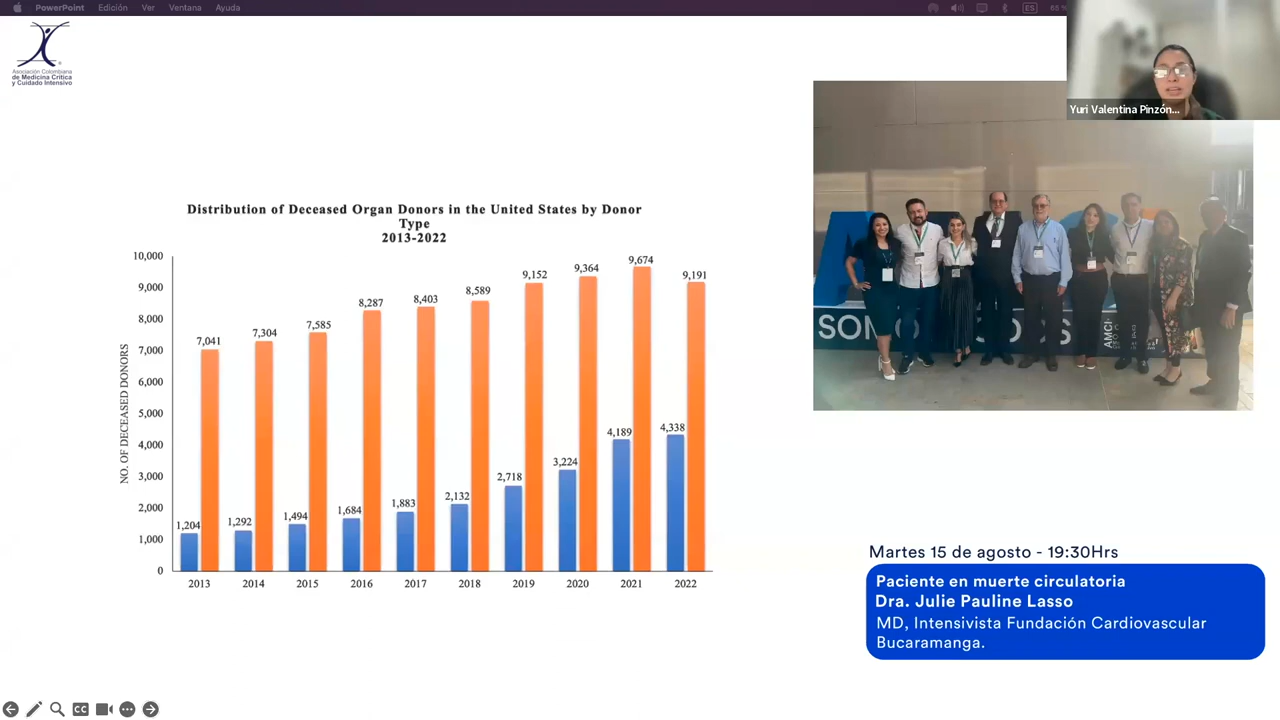 PowerPoint Edición Ver Ventana Ayuda
ES 65 %
Asociación Colombiana
de Medicina Crítica
y Cuidado Intensivo
Yuri Valentina Pinzón...
Distribution of Deceased Organ Donors in the United States by Donor
Type
2013-2022
NO. OF DECEASED DONORS
10,000
9,000
8,000
7,000
6,000
5,000
4,000
3,000
2,000
1,000
0
1,204 7,041
1,292 7,304
1,494 7,585
1,684 8,287
1,883 8,403
2,132 8,589
2,718 9,152
3,224 9,364
4,189 9,674
4,338 9,191
2013 2014 2015 2016 2017 2018 2019 2020 2021 2022
AMCI
Martes 15 de agosto - 19:30Hrs
Paciente en muerte circulatoria
Dra. Julie Pauline Lasso
MD, Intensivista Fundación Cardiovascular
Bucaramanga.
CC